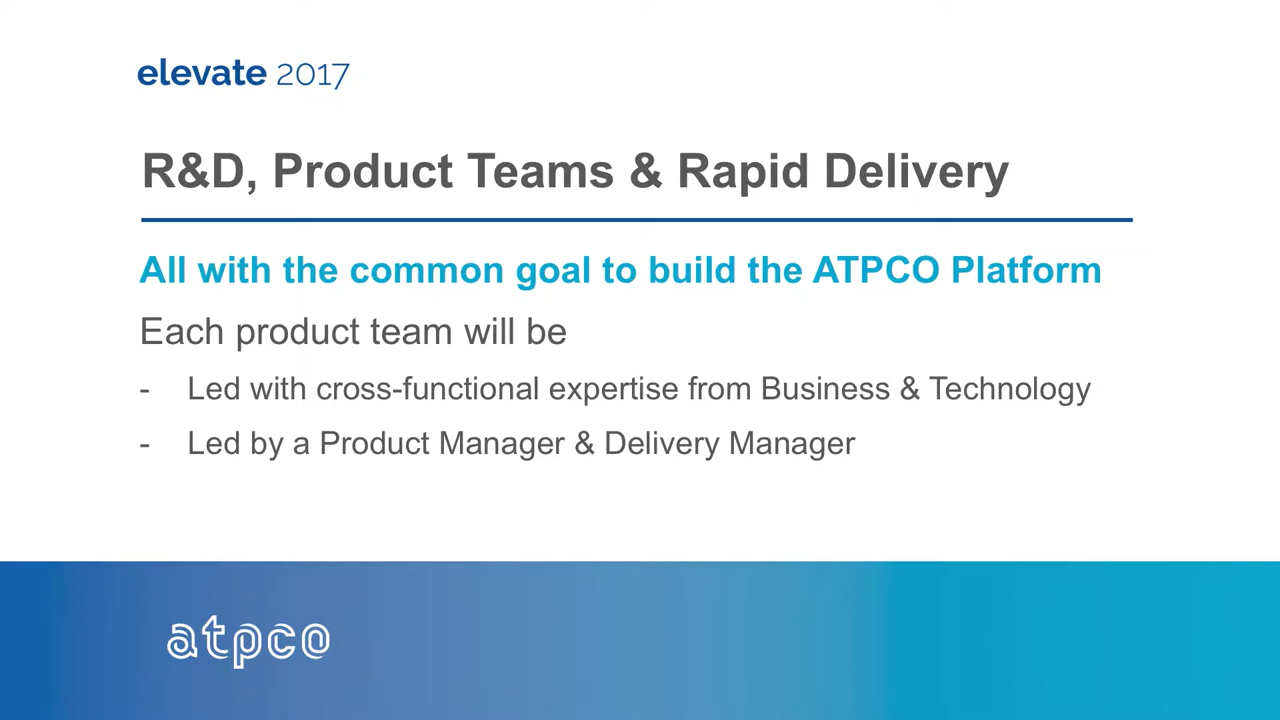 elevate 2017
R&D, Product Teams & Rapid Delivery
All with the common goal to build the ATPCO Platform
Each product team will be
- Led with cross-functional expertise from Business & Technology
- Led by a Product Manager & Delivery Manager
atpco